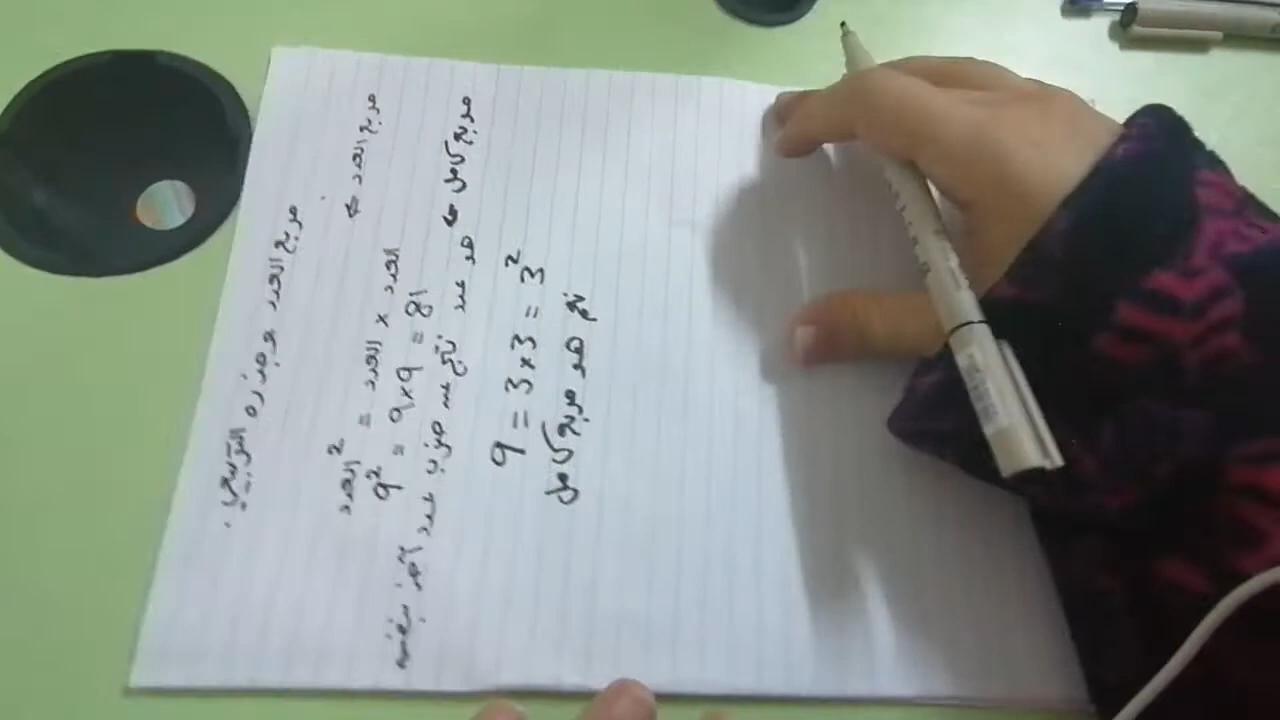 مربع العدد وجذره التربيعي.
مربع العدد ←
العدد² = العدد × العدد
9² = 9 × 9 = 81
مربع كامل ← هو عدد ناتج عند ضرب عدد آخر بنفسه
9 = 3 × 3 = 3²
نعم هو مربع كامل